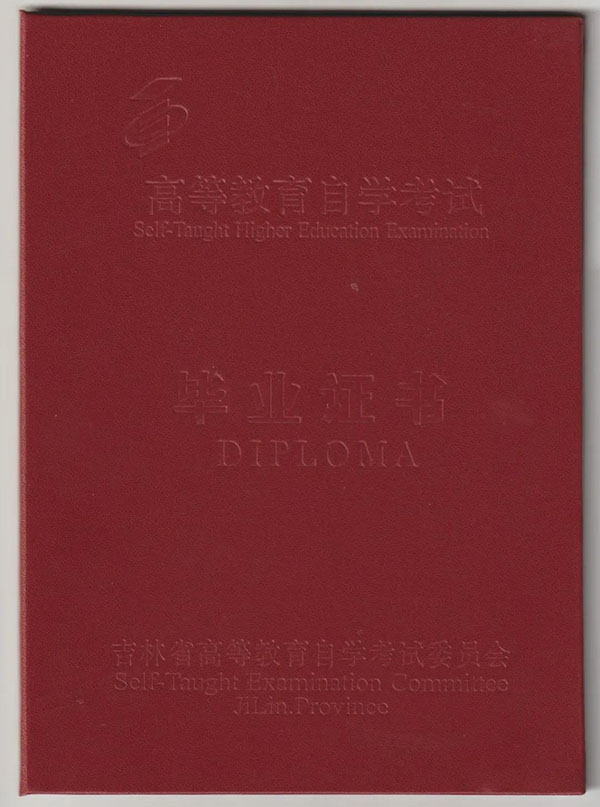 高等教育自学考试
Self-Taught Higher Education Examination
毕业证书
DIPLOMA
吉林省高等教育自学考试委员会
Self-Taught Examination Committee
JiLin.Province